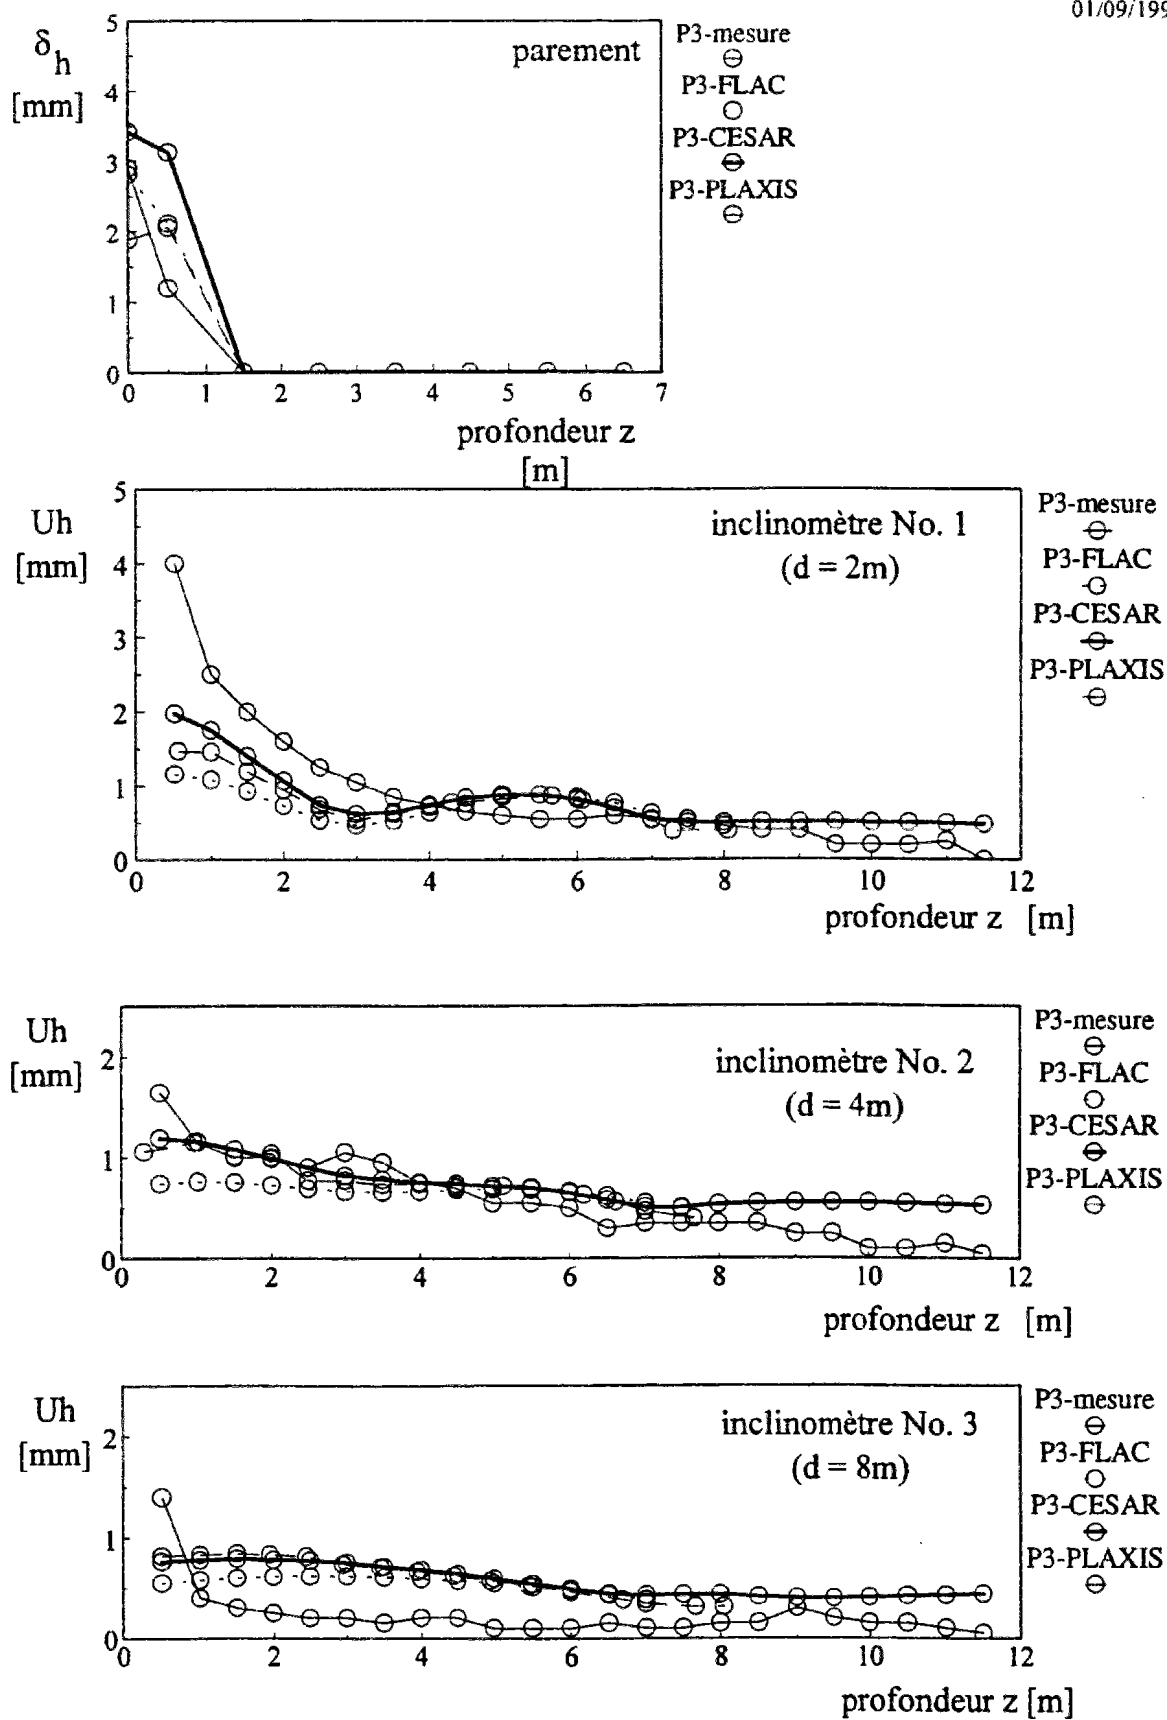 01/09/199
δh
[mm]
5
4
3
2
1
0
parement
0 1 2 3 4 5 6 7
profondeur z
[m]
P3-mesure
P3-FLAC
P3-CESAR
P3-PLAXIS
Uh
[mm]
5
4
3
2
1
0
inclinomètre No. 1
(d = 2m)
0 2 4 6 8 10 12
profondeur z [m]
P3-mesure
P3-FLAC
P3-CESAR
P3-PLAXIS
Uh
[mm]
2
1
0
inclinomètre No. 2
(d = 4m)
0 2 4 6 8 10 12
profondeur z [m]
P3-mesure
P3-FLAC
P3-CESAR
P3-PLAXIS
Uh
[mm]
2
1
0
inclinomètre No. 3
(d = 8m)
0 2 4 6 8 10 12
profondeur z [m]
P3-mesure
P3-FLAC
P3-CESAR
P3-PLAXIS